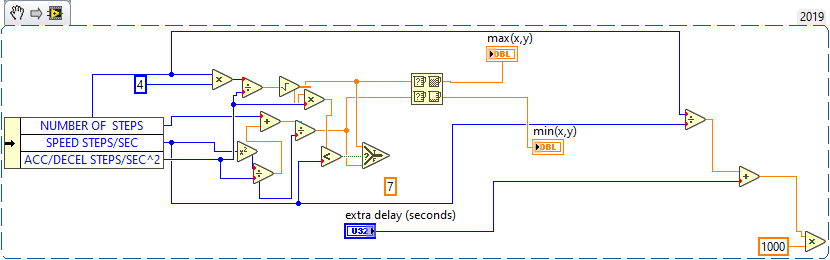 2019
max(x,y)
DBL
4
NUMBER OF STEPS
SPEED STEPS/SEC
ACC/DECEL STEPS/SEC^2
min(x,y)
DBL
7
extra delay (seconds)
U32
1000